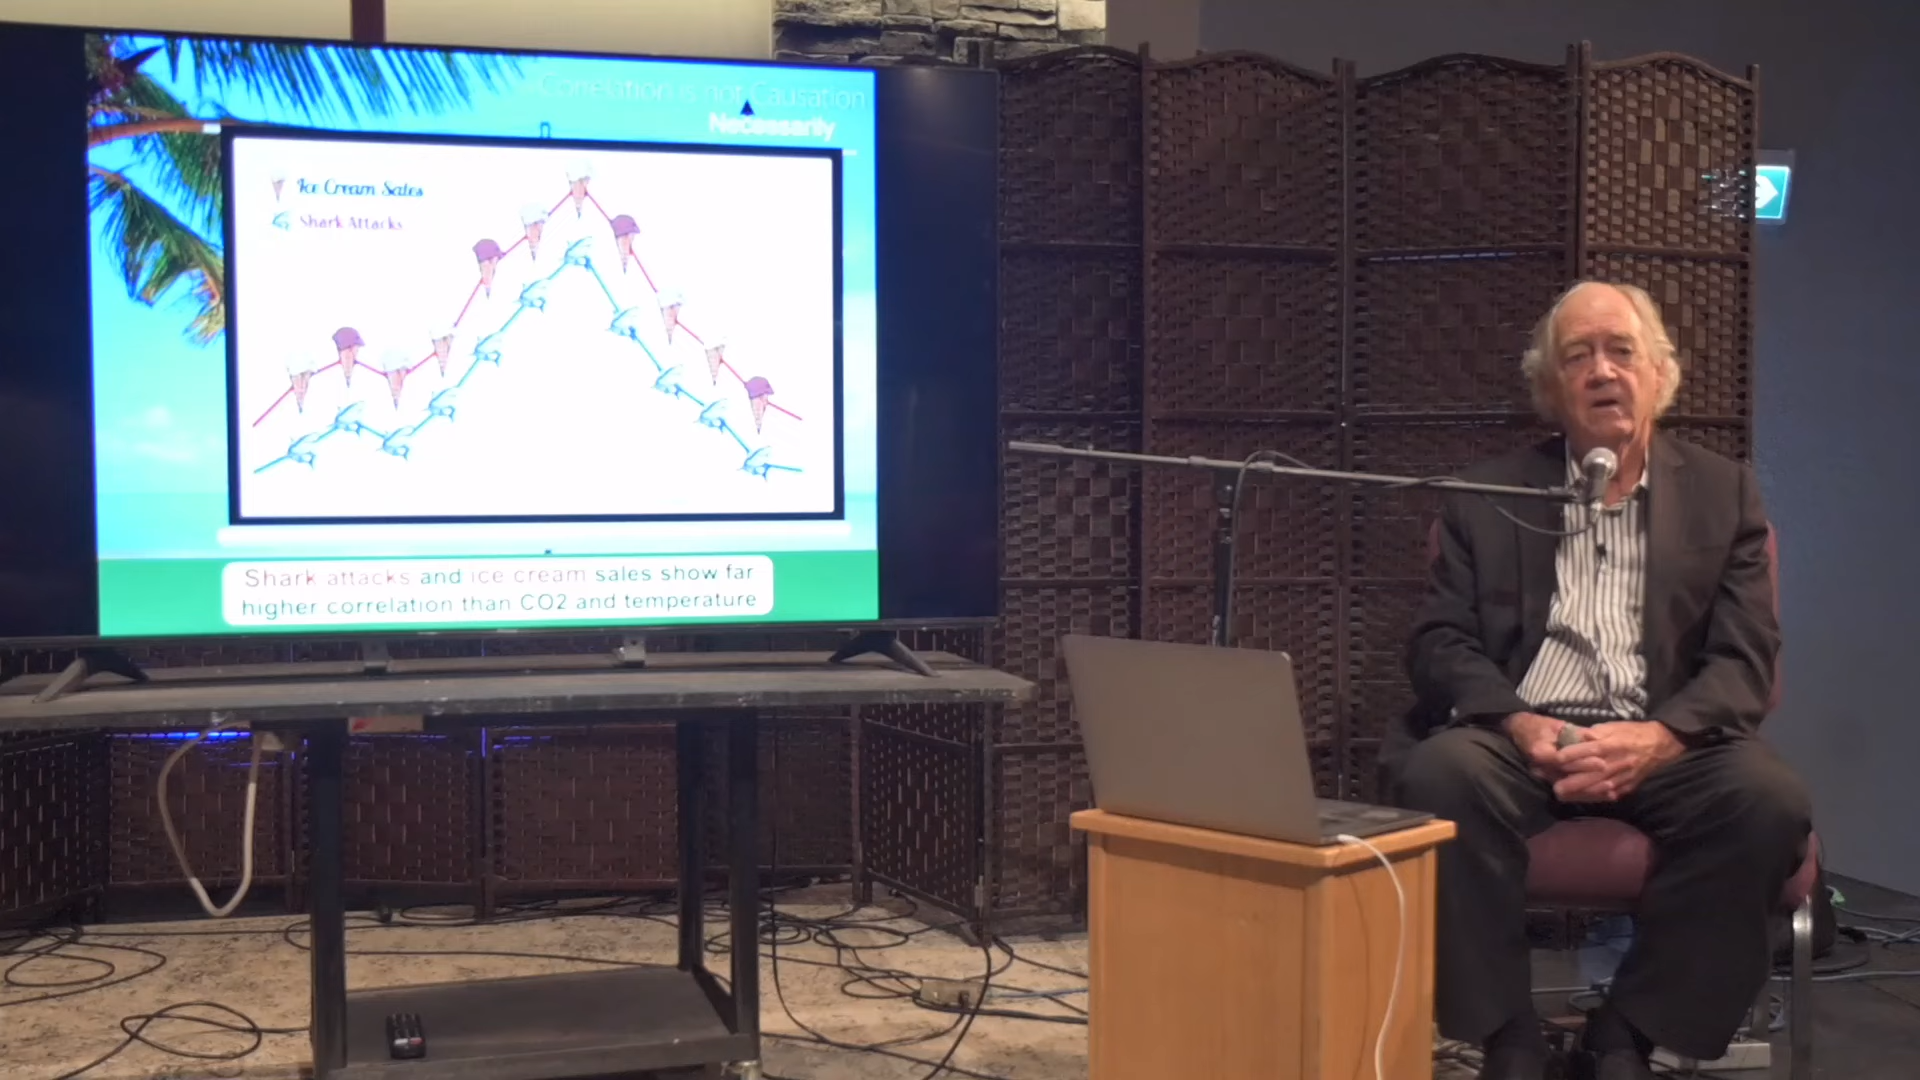 Correlation is not Causation
Necessarily
Ice Cream Sales
Shark Attacks
Shark attacks and ice cream sales show far
higher correlation than CO2 and temperature